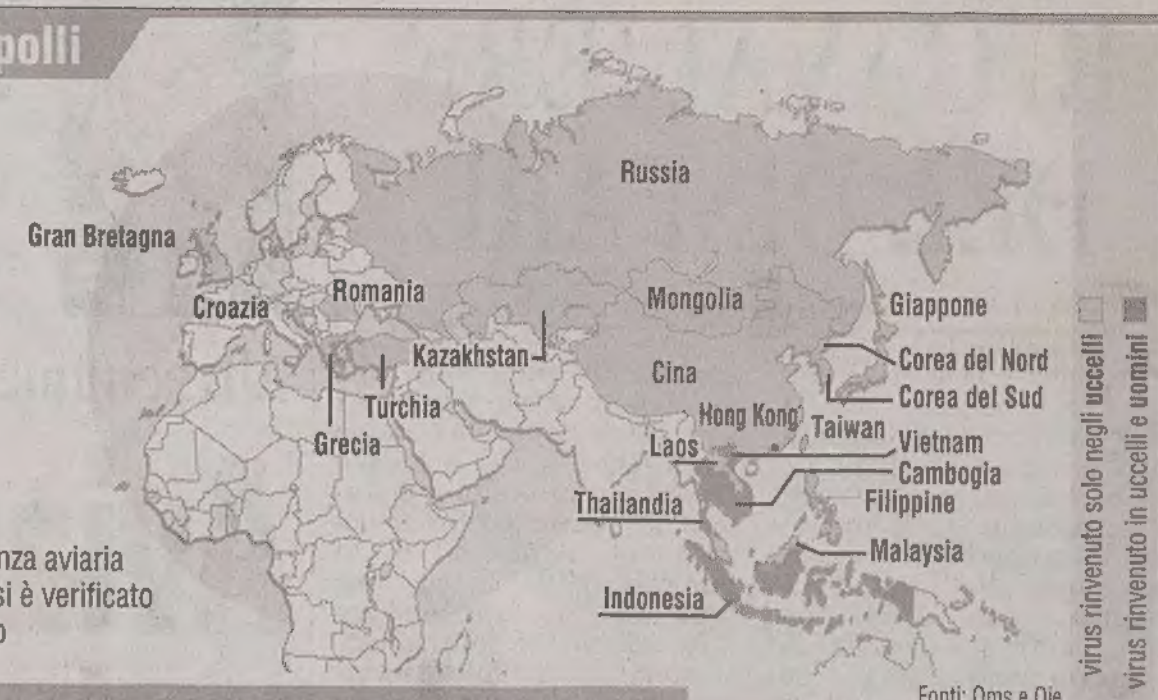 polli
Russia
Gran Bretagna
Croazia
Romania
Mongolia
Giappone
Kazakhstan
Cina
Corea del Nord
Corea del Sud
Turchia
Hong Kong
Taiwan
Grecia
Laos
Vietnam
Cambogia
Thailandia
Filippine
Malaysia
Indonesia
nza aviaria
si è verificato
o
virus rinvenuto solo negli uccelli
virus rinvenuto in uccelli e uomini
Fonti: Oms e Oie